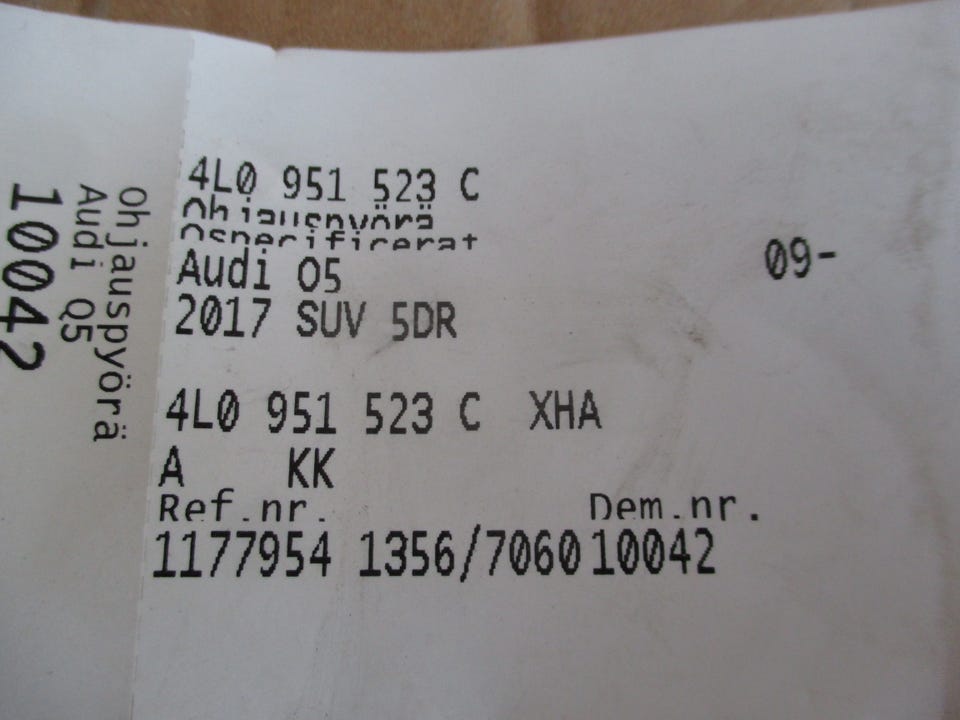 4L0 951 523 C
Ohjauspyörä
Ospecificerat
Audi Q5
09-
2017 SUV 5DR
4L0 951 523 C XHA
A KK
Ref.nr. Dem.nr.
1177954 1356/7060 10042
Ohjauspyörä
Audi Q5
10042